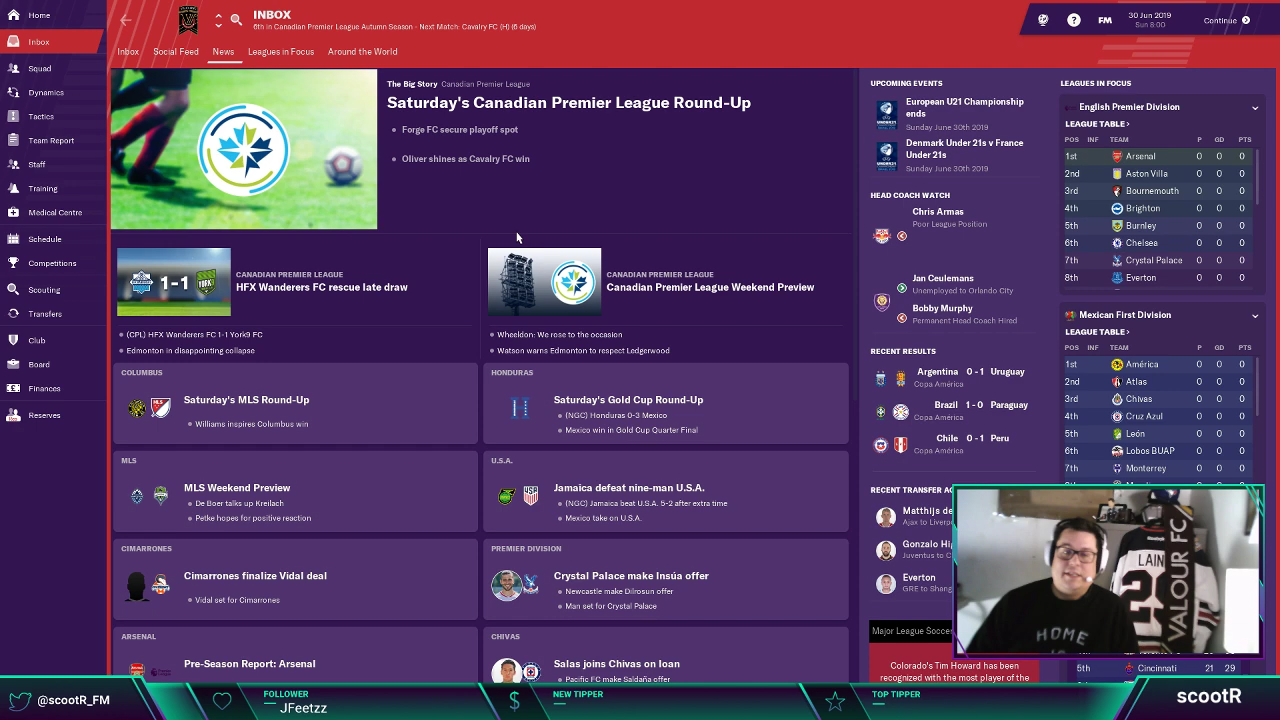 Home
Inbox
Squad
Dynamics
Tactics
Team Report
Staff
Training
Medical Centre
Schedule
Competitions
Scouting
Transfers
Club
Board
Finances
Reserves
INBOX
6th in Canadian Premier League Autumn Season - Next Match: Cavalry FC (H) (6 days)
FM
30 Jun 2019
Sun 8:00
Continue
Inbox Social Feed News Leagues in Focus Around the World
The Big Story Canadian Premier League
Saturday's Canadian Premier League Round-Up
Forge FC secure playoff spot
Oliver shines as Cavalry FC win
1-1
CANADIAN PREMIER LEAGUE
HFX Wanderers FC rescue late draw
(CPL) HFX Wanderers FC 1-1 York9 FC
Edmonton in disappointing collapse
CANADIAN PREMIER LEAGUE
Canadian Premier League Weekend Preview
Wheeldon: We rose to the occasion
Watson warns Edmonton to respect Ledgerwood
COLUMBUS
Saturday's MLS Round-Up
Williams inspires Columbus win
HONDURAS
Saturday's Gold Cup Round-Up
(NGC) Honduras 0-3 Mexico
Mexico win in Gold Cup Quarter Final
MLS
MLS Weekend Preview
De Boer talks up Kreilach
Petke hopes for positive reaction
U.S.A.
Jamaica defeat nine-man U.S.A.
(NGC) Jamaica beat U.S.A. 5-2 after extra time
Mexico take on U.S.A.
CIMARRONES
Cimarrones finalize Vidal deal
Vidal set for Cimarrones
PREMIER DIVISION
Crystal Palace make Insúa offer
Newcastle make Dilrosun offer
Man set for Crystal Palace
ARSENAL
Pre-Season Report: Arsenal
CHIVAS
Salas joins Chivas on loan
Pacific FC make Saldaña offer
UPCOMING EVENTS
European U21 Championship ends
Sunday June 30th 2019
Denmark Under 21s v France Under 21s
Sunday June 30th 2019
HEAD COACH WATCH
Chris Armas
Poor League Position
Jan Ceulemans
Unemployed to Orlando City
Bobby Murphy
Permanent Head Coach Hired
RECENT RESULTS
Argentina 0 - 1 Uruguay
Copa América
Brazil 1 - 0 Paraguay
Copa América
Chile 0 - 1 Peru
Copa América
RECENT TRANSFER AC
Matthijs de
Ajax to Liverp
Gonzalo Hig
Juventus to C
Everton
GRE to Shang
Major League Soccer
Colorado's Tim Howard has been
recognized with the most player of the
LEAGUES IN FOCUS
English Premier Division
LEAGUE TABLE >
POS INF TEAM P GD PTS
1st Arsenal 0 0 0
2nd Aston Villa 0 0 0
3rd Bournemouth 0 0 0
4th Brighton 0 0 0
5th Burnley 0 0 0
6th Chelsea 0 0 0
7th Crystal Palace 0 0 0
8th Everton 0 0 0
Mexican First Division
LEAGUE TABLE >
POS INF TEAM P GD PTS
1st América 0 0 0
2nd Atlas 0 0 0
3rd Chivas 0 0 0
4th Cruz Azul 0 0 0
5th León 0 0 0
6th Lobos BUAP 0 0 0
7th Monterrey 0 0 0
LAIN
2
VALOUR FC
HOME
5th Cincinnati 21 29
@scootR_FM
FOLLOWER
JFeetzz
NEW TIPPER
TOP TIPPER
scootR